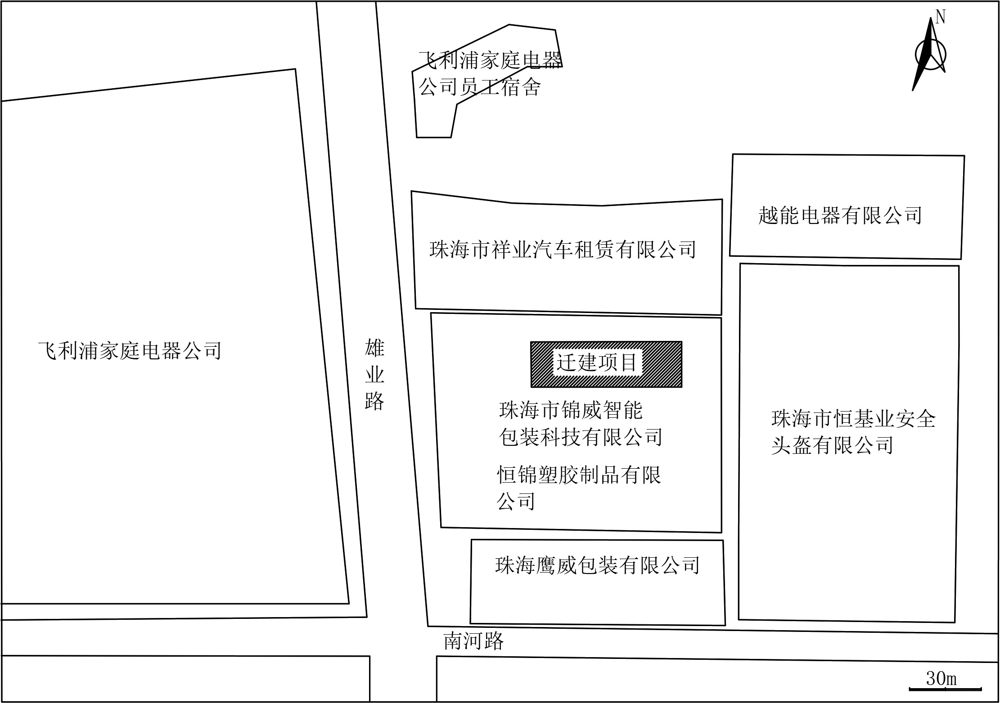 N
飞利浦家庭电器
公司员工宿舍
越能电器有限公司
珠海市祥业汽车租赁有限公司
飞利浦家庭电器公司
雄业路
迁建项目
珠海市锦威智能
包装科技有限公司
恒锦塑胶制品有限
公司
珠海市恒基业安全
头盔有限公司
珠海鹰威包装有限公司
南河路
30m